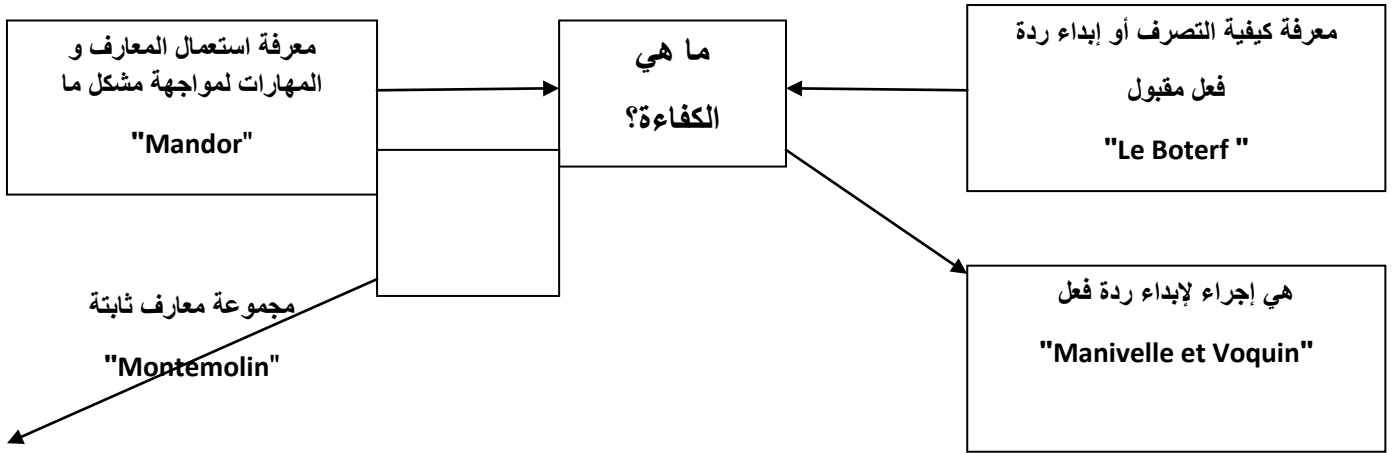 معرفة كيفية التصرف أو إبداء ردة
فعل مقبول
"Le Boterf "
ما هي
الكفاءة؟
معرفة استعمال المعارف و
المهارات لمواجهة مشكل ما
"Mandor"
هي إجراء لإبداء ردة فعل
"Manivelle et Voquin"
مجموعة معارف ثابتة
"Montemolin"